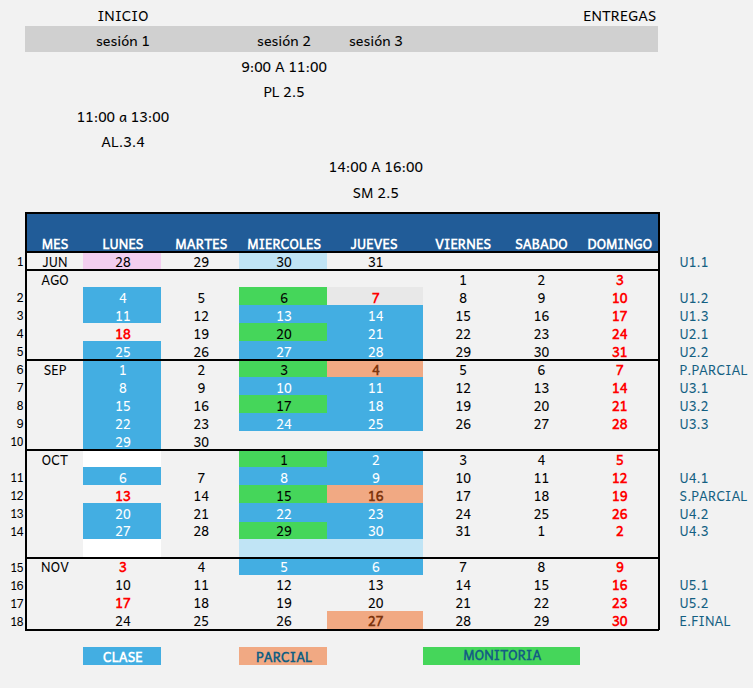 INICIO ENTREGAS
sesión 1 sesión 2 sesión 3
9:00 A 11:00
PL 2.5
11:00 a 13:00
AL.3.4
14:00 A 16:00
SM 2.5
MES LUNES MARTES MIERCOLES JUEVES VIERNES SABADO DOMINGO
1 JUN 28 29 30 31 U1.1
AGO 1 2 3
2 4 5 6 7 8 9 10 U1.2
3 11 12 13 14 15 16 17 U1.3
4 18 19 20 21 22 23 24 U2.1
5 25 26 27 28 29 30 31 U2.2
6 SEP 1 2 3 4 5 6 7 P.PARCIAL
7 8 9 10 11 12 13 14 U3.1
8 15 16 17 18 19 20 21 U3.2
9 22 23 24 25 26 27 28 U3.3
10 29 30
OCT 1 2 3 4 5
11 6 7 8 9 10 11 12 U4.1
12 13 14 15 16 17 18 19 S.PARCIAL
13 20 21 22 23 24 25 26 U4.2
14 27 28 29 30 31 1 2 U4.3
15 NOV 3 4 5 6 7 8 9
16 10 11 12 13 14 15 16 U5.1
17 17 18 19 20 21 22 23 U5.2
18 24 25 26 27 28 29 30 E.FINAL
CLASE PARCIAL MONITORIA